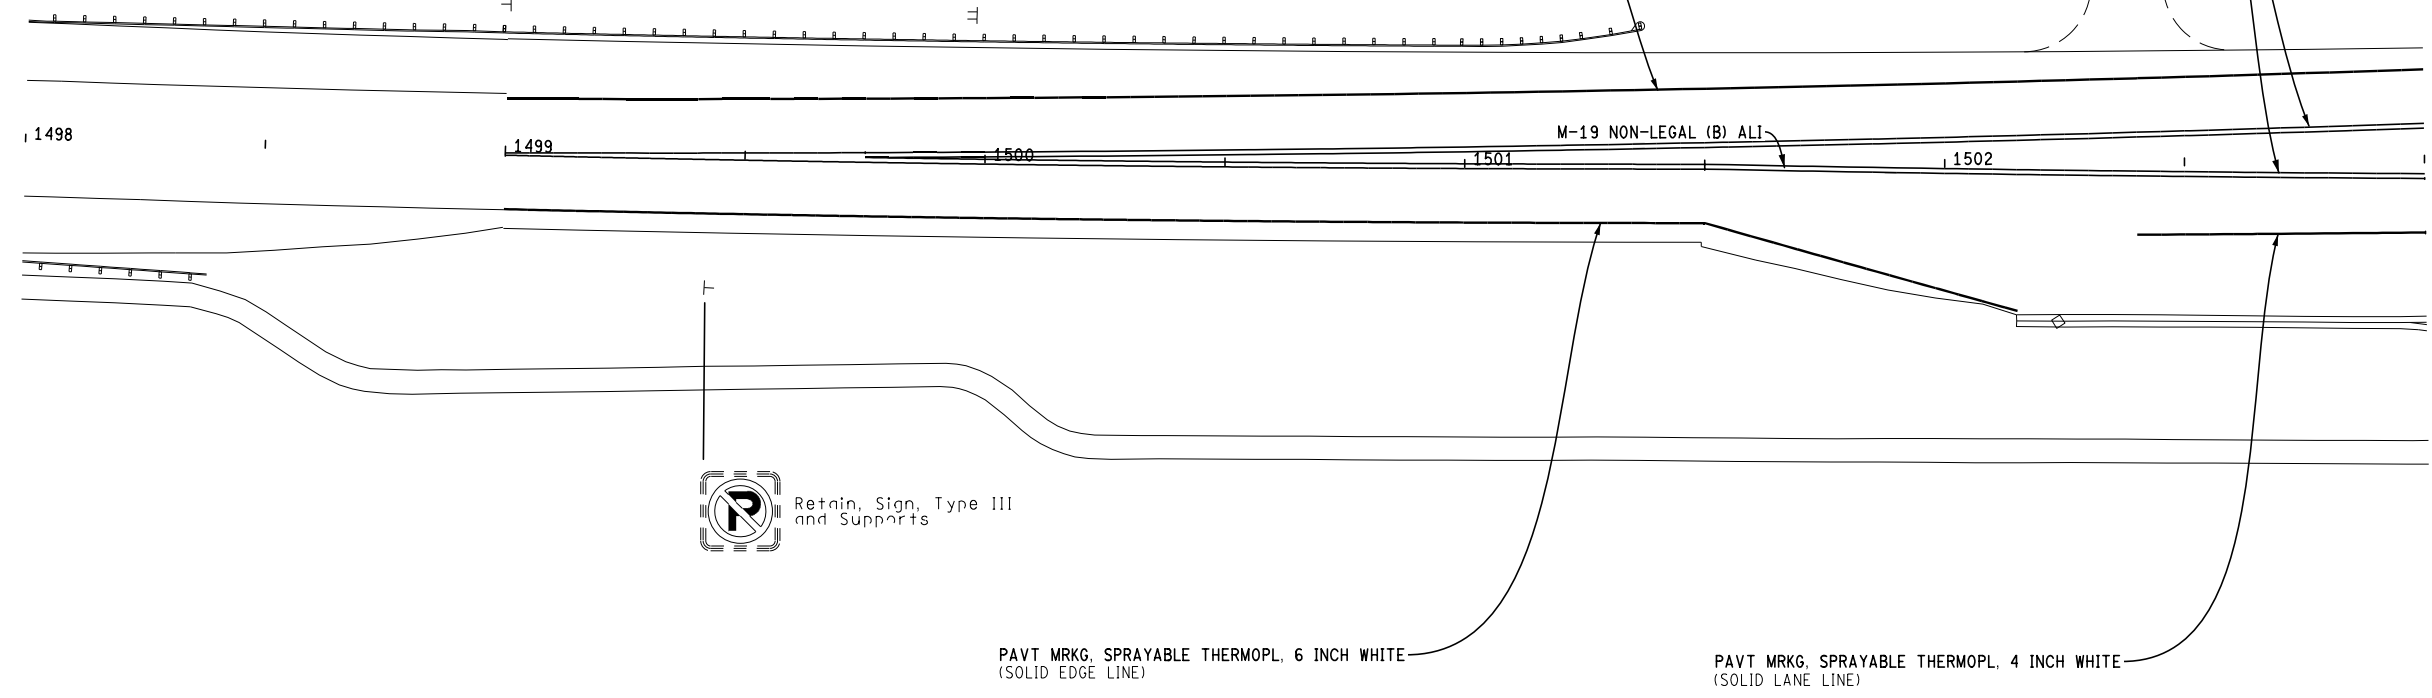 M-19 NON-LEGAL (B) ALI
1498
1499
1500
1501
1502
P
Retain, Sign, Type III
and Supports
PAVT MRKG, SPRAYABLE THERMOPL, 6 INCH WHITE
(SOLID EDGE LINE)
PAVT MRKG, SPRAYABLE THERMOPL, 4 INCH WHITE
(SOLID LANE LINE)